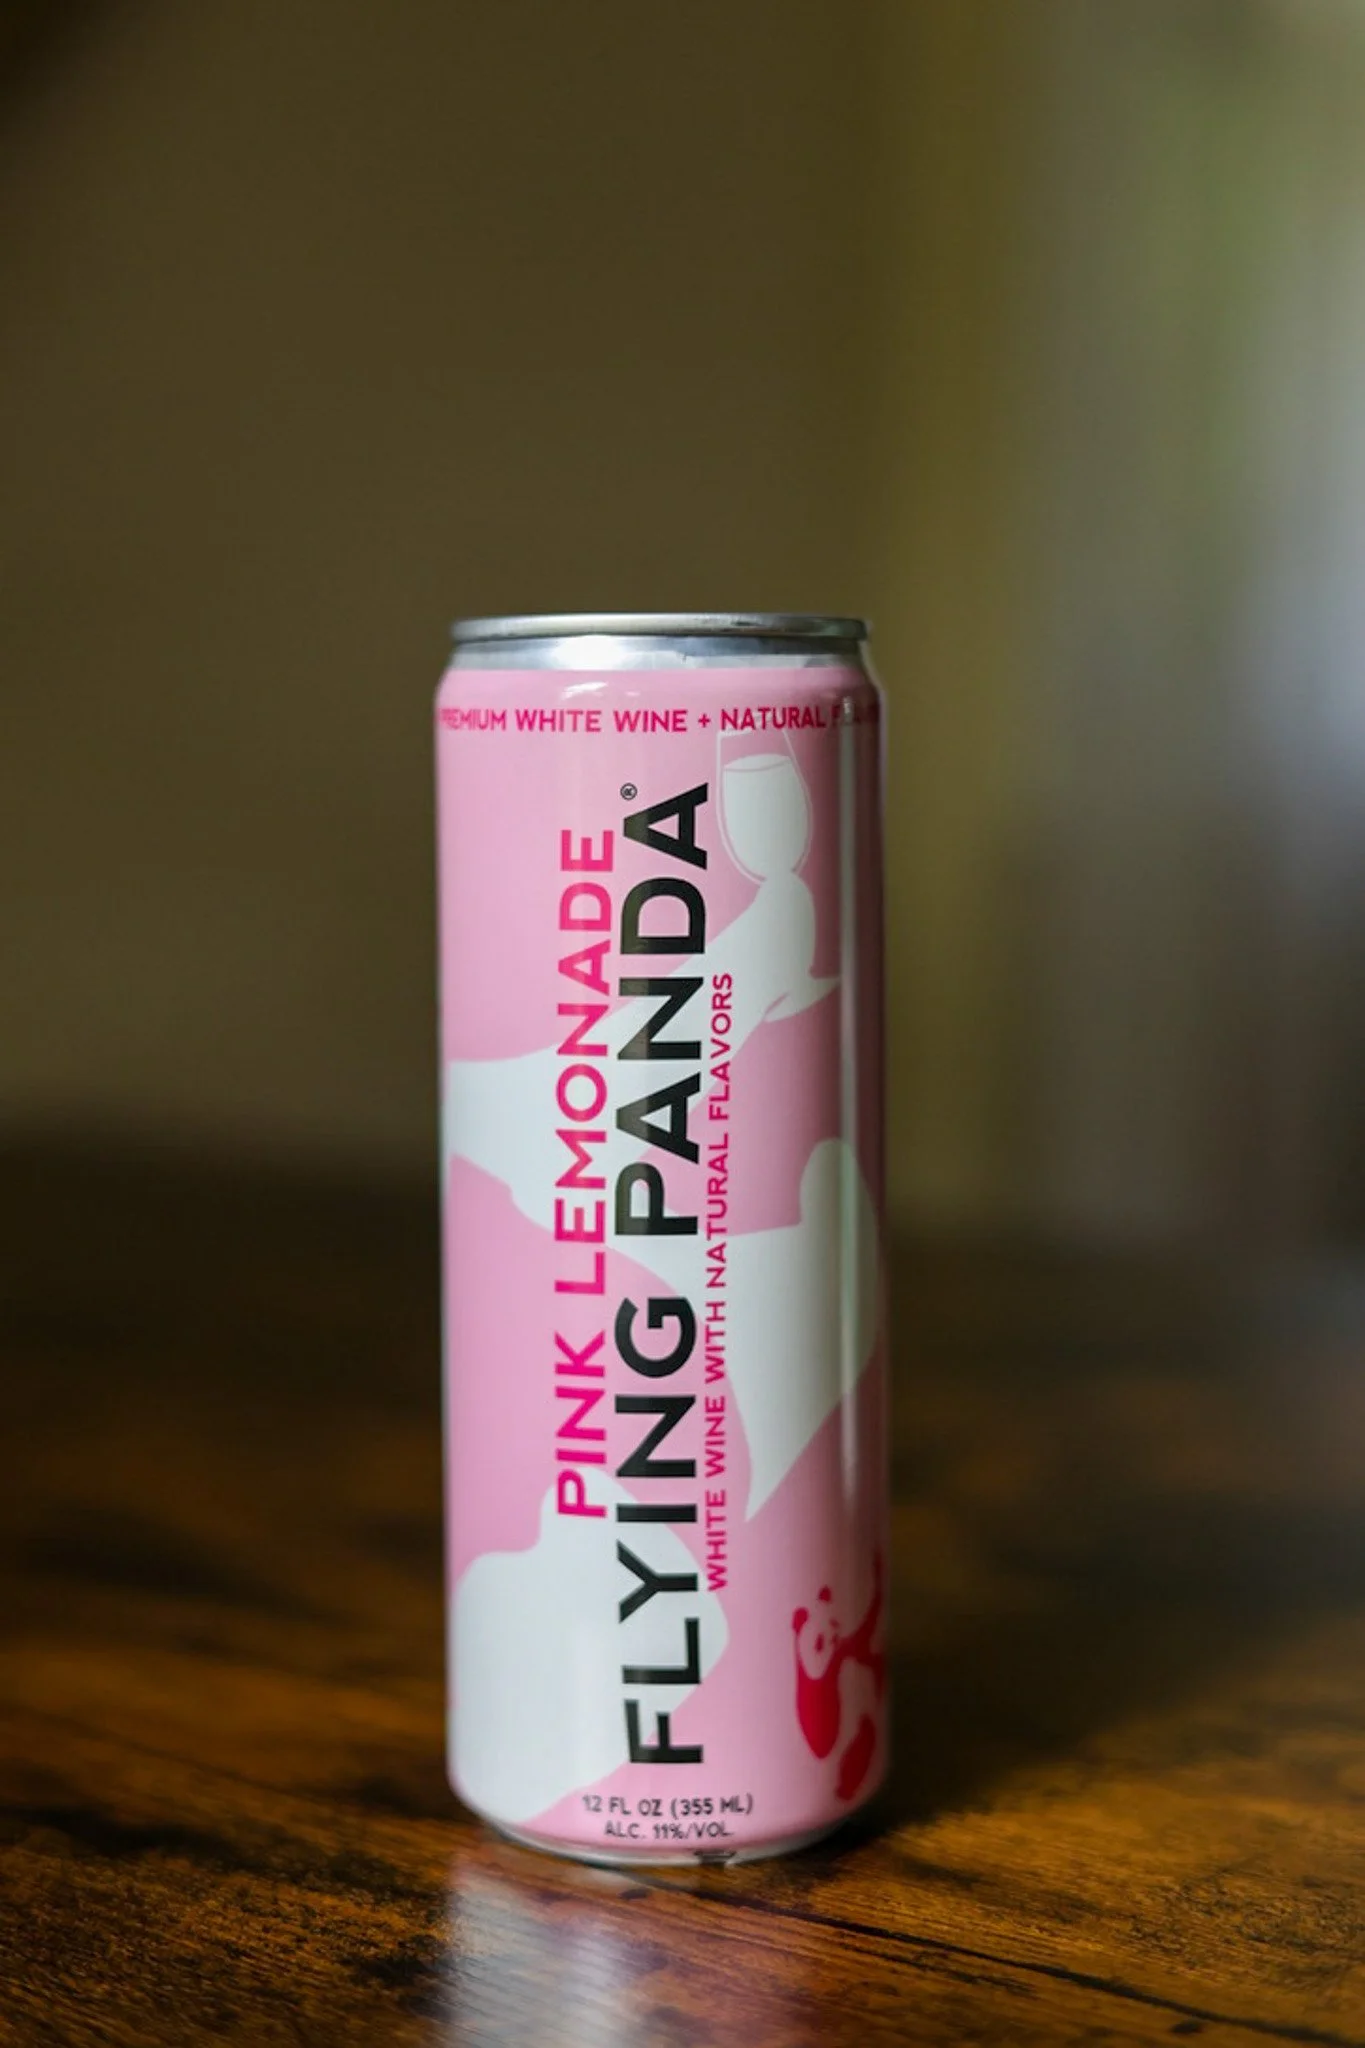 PREMIUM WHITE WINE + NATURAL
PINK LEMONADE
FLYING PANDA®
WHITE WINE WITH NATURAL FLAVORS
12 FL OZ (355 ML)
ALC. 11%/VOL.